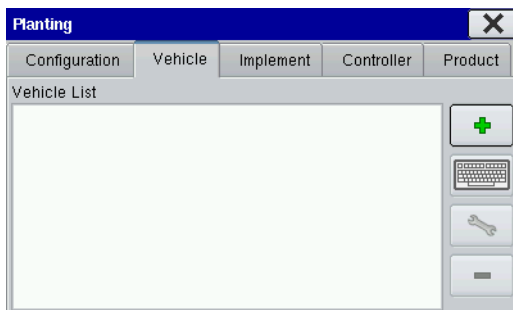 Planting
Configuration Vehicle Implement Controller Product
Vehicle List